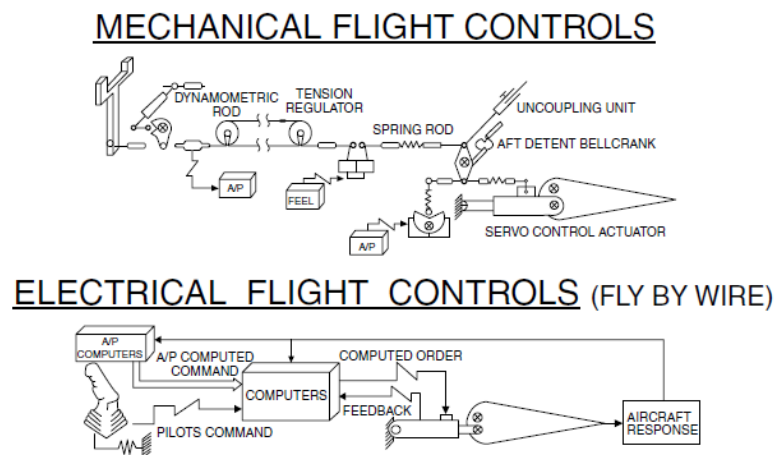 MECHANICAL FLIGHT CONTROLS
DYNAMOMETRIC
ROD
TENSION
REGULATOR
UNCOUPLING UNIT
SPRING ROD
AFT DETENT BELLCRANK
A/P
FEEL
A/P
SERVO CONTROL ACTUATOR
ELECTRICAL FLIGHT CONTROLS (FLY BY WIRE)
A/P
COMPUTERS
A/P COMPUTED
COMMAND
COMPUTED ORDER
COMPUTERS
FEEDBACK
PILOTS COMMAND
AIRCRAFT
RESPONSE